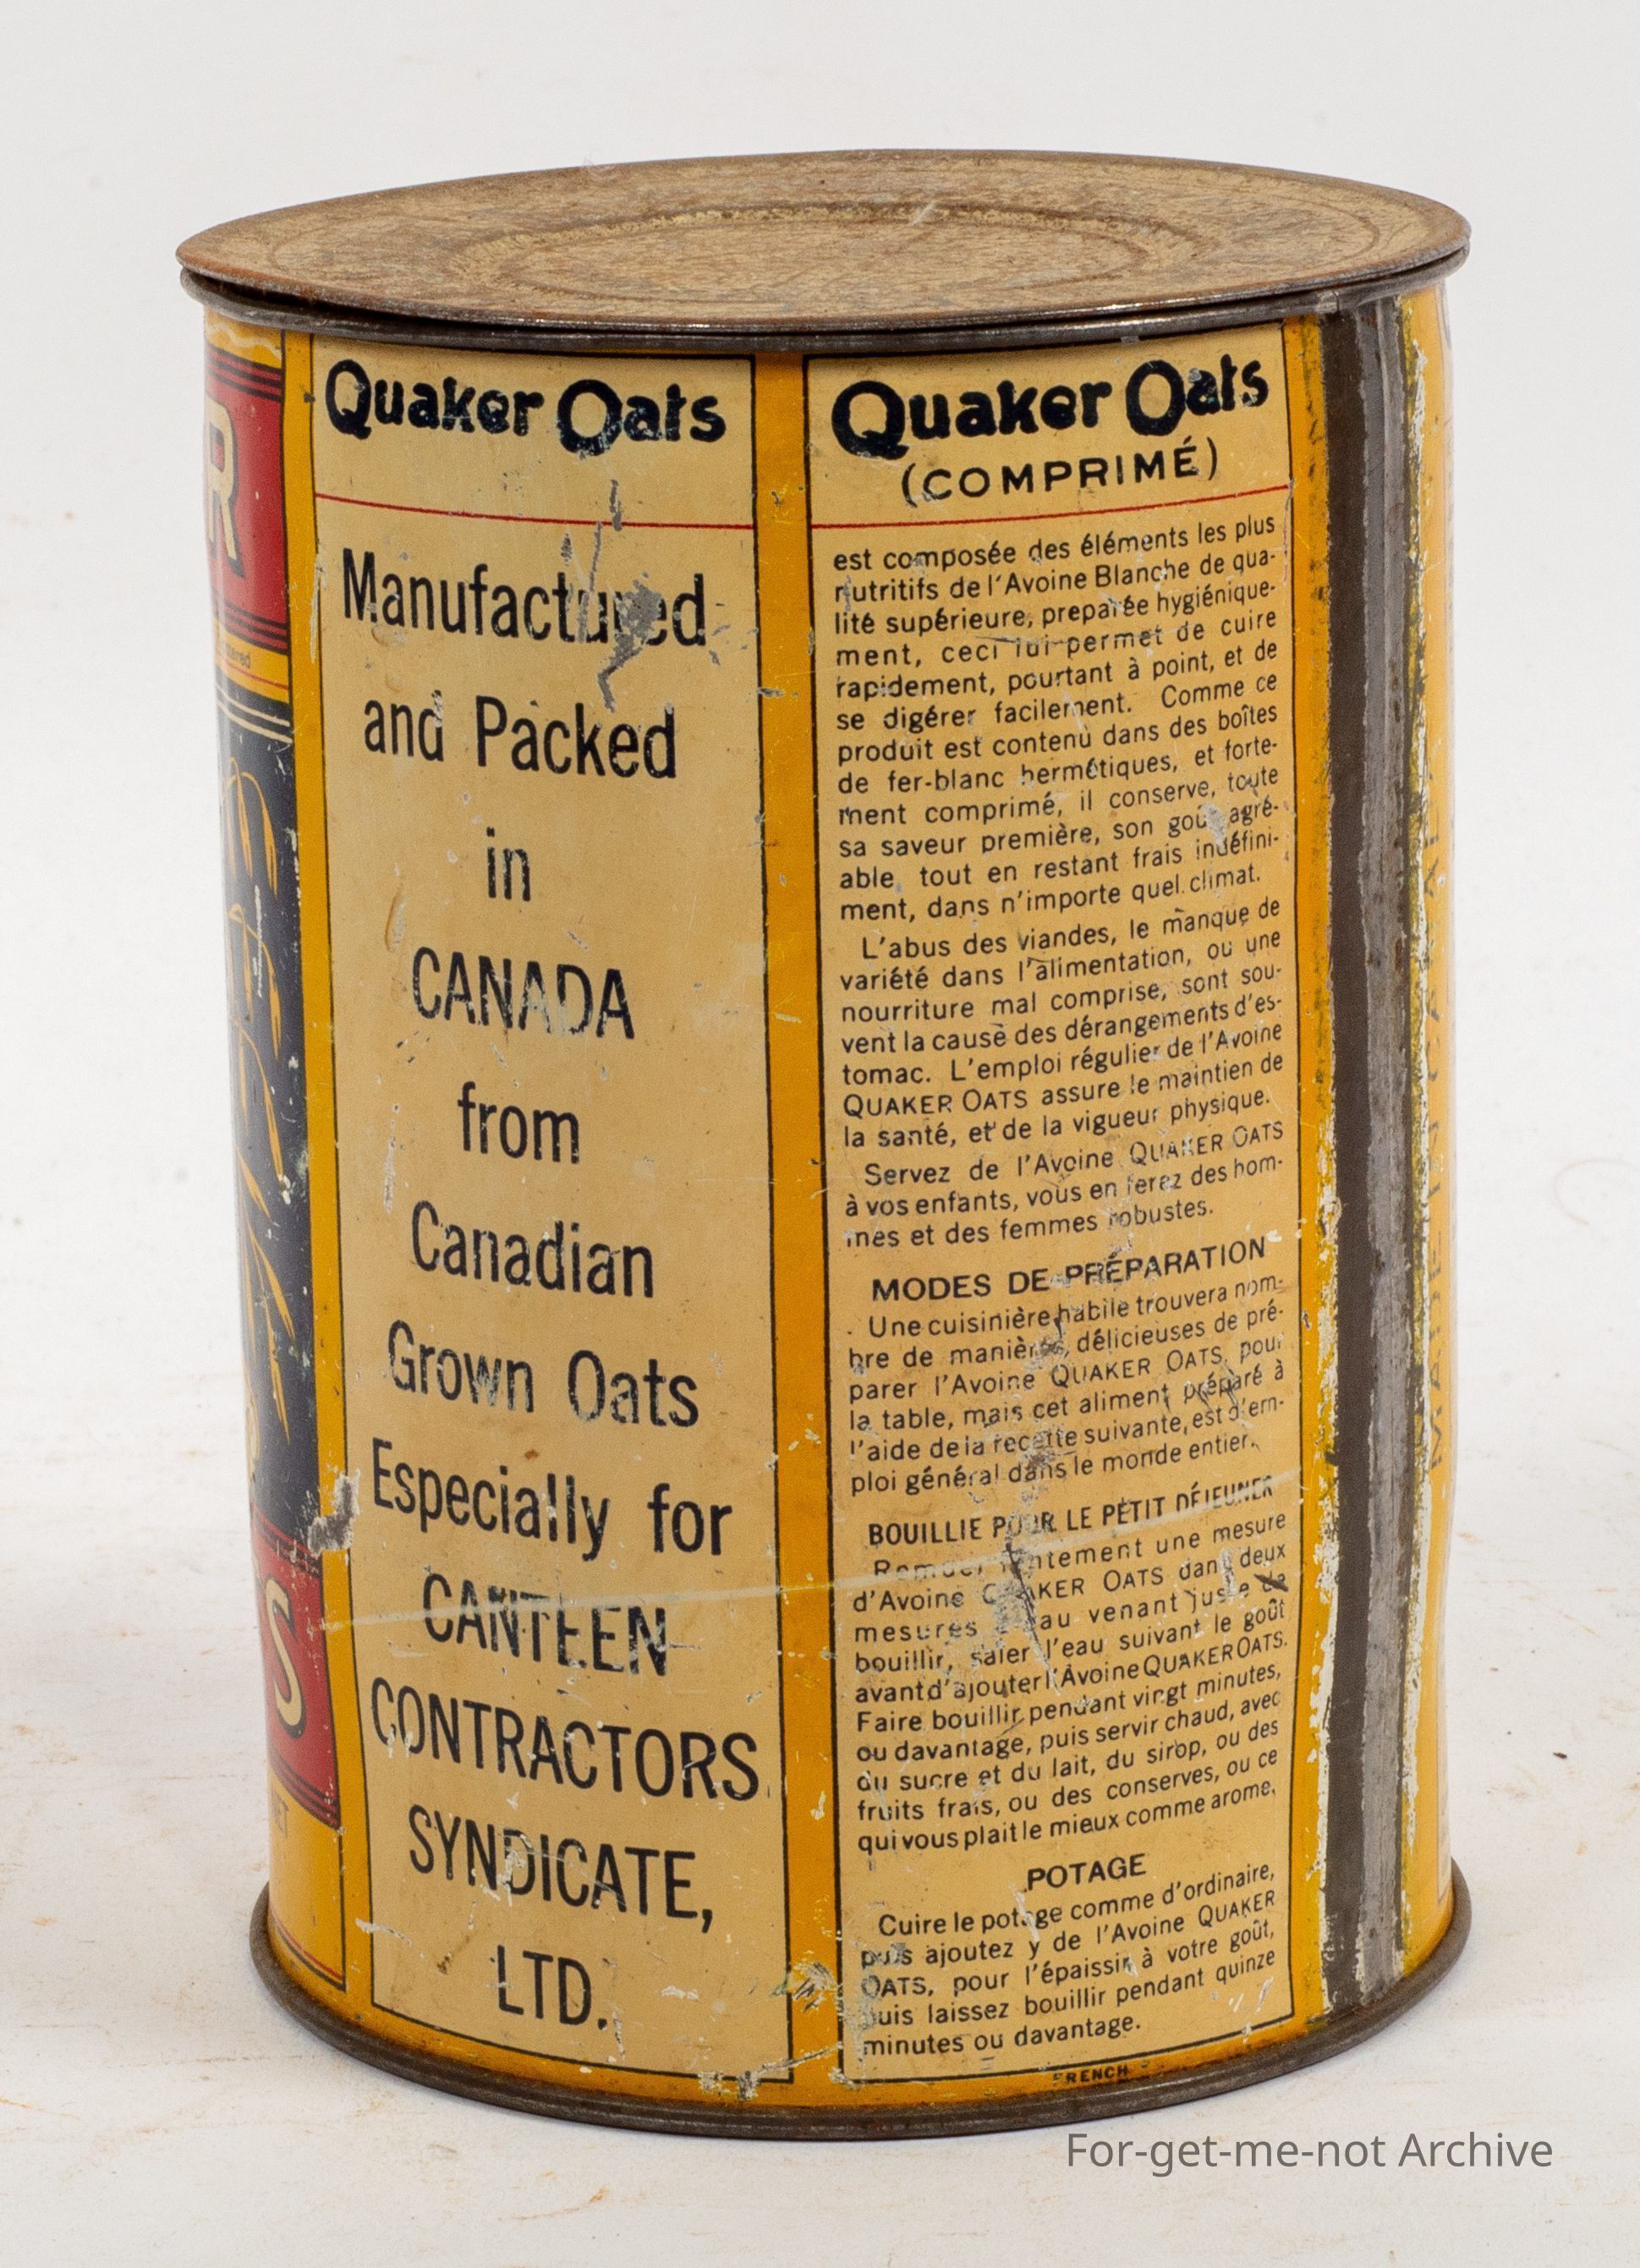 R
Quaker Oats
Manufactured
and Packed
in
CANADA
from
Canadian
Grown Oats
Especially for
CANTEEN
CONTRACTORS
SYNDICATE,
LTD.
S
Quaker Oats
(COMPRIMÉ)
est composée des éléments les plus
nutritifs de l'Avoine Blanche de qua-
lité supérieure, preparée hygiénique-
ment, ceci lui permet de cuire
rapidement, pourtant à point, et de
se digérer facilement. Comme ce
produit est contenu dans des boîtes
de fer-blanc hermétiques, et forte-
ment comprimé, il conserve, toute
sa saveur première, son goût agré-
able, tout en restant frais indéfini-
ment, dans n'importe quel climat.
L'abus des viandes, le manque de
variété dans l'alimentation, ou une
nourriture mal comprise, sont sou-
vent la cause des dérangements d'es-
tomac. L'emploi régulier de l'Avoine
QUAKER OATS assure le maintien de
la santé, et de la vigueur physique.
Servez de l'Avoine QUAKER OATS
à vos enfants, vous en ferez des hom-
mes et des femmes robustes.
MODES DE PRÉPARATION
Une cuisinière habile trouvera nom-
bre de manières, délicieuses de pré-
parer l'Avoine QUAKER OATS, pour
la table, mais cet aliment préparé à
l'aide de la recette suivante, est d'em-
ploi général dans le monde entier.
BOUILLIE POUR LE PETIT DÉJEUNER
Remuer lentement une mesure
d'Avoine QUAKER OATS dans deux
mesures d'eau venant juste de
bouillir, saler l'eau suivant le goût
avant d'ajouter l'Avoine QUAKER OATS.
Faire bouillir pendant vingt minutes,
ou davantage, puis servir chaud, avec
du sucre et du lait, du sirop, ou des
fruits frais, ou des conserves, ou ce
qui vous plait le mieux comme arome.
POTAGE
Cuire le potage comme d'ordinaire,
puis ajoutez y de l'Avoine QUAKER
OATS, pour l'épaissir à votre goût,
puis laissez bouillir pendant quinze
minutes ou davantage.
FRENCH
MADE IN CANADA
For-get-me-not Archive